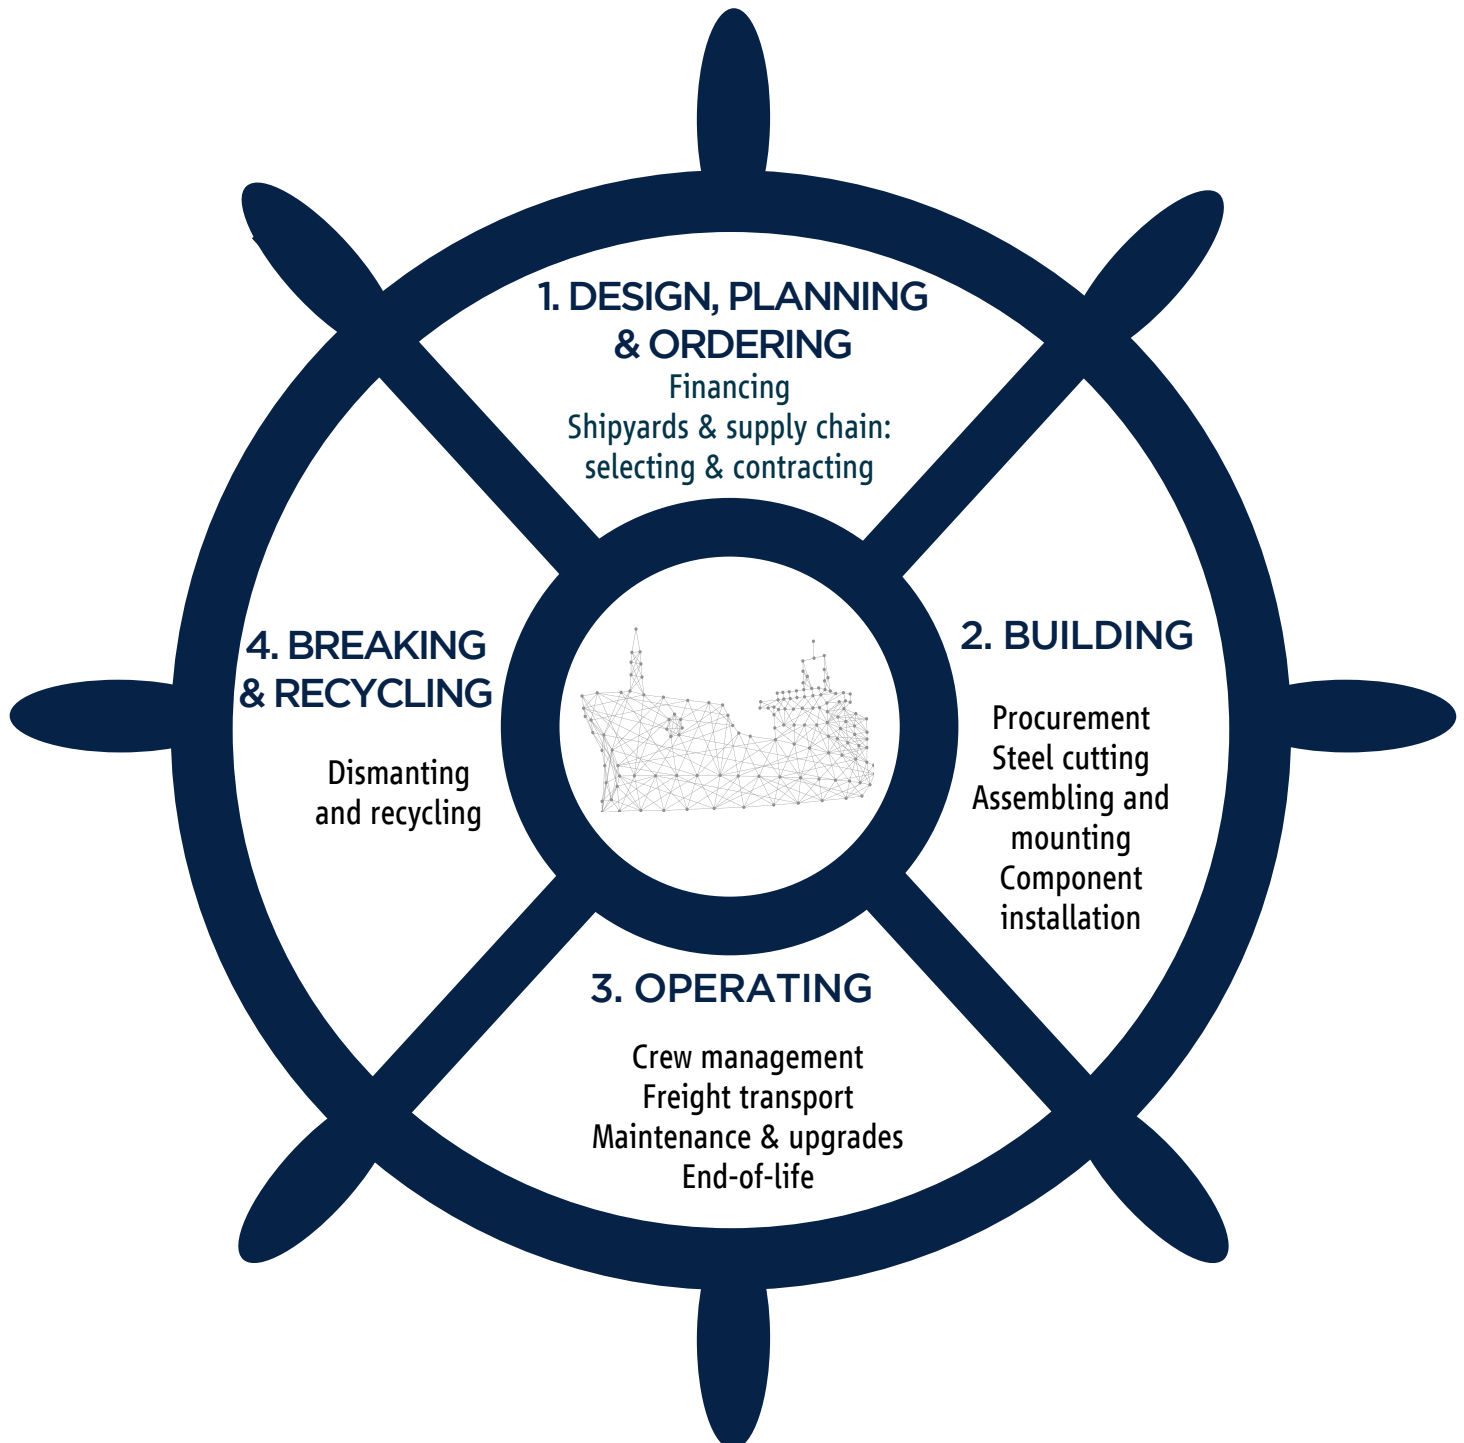 1. DESIGN, PLANNING
& ORDERING
Financing
Shipyards & supply chain:
selecting & contracting
2. BUILDING
Procurement
Steel cutting
Assembling and
mounting
Component
installation
3. OPERATING
Crew management
Freight transport
Maintenance & upgrades
End-of-life
4. BREAKING
& RECYCLING
Dismanting
and recycling